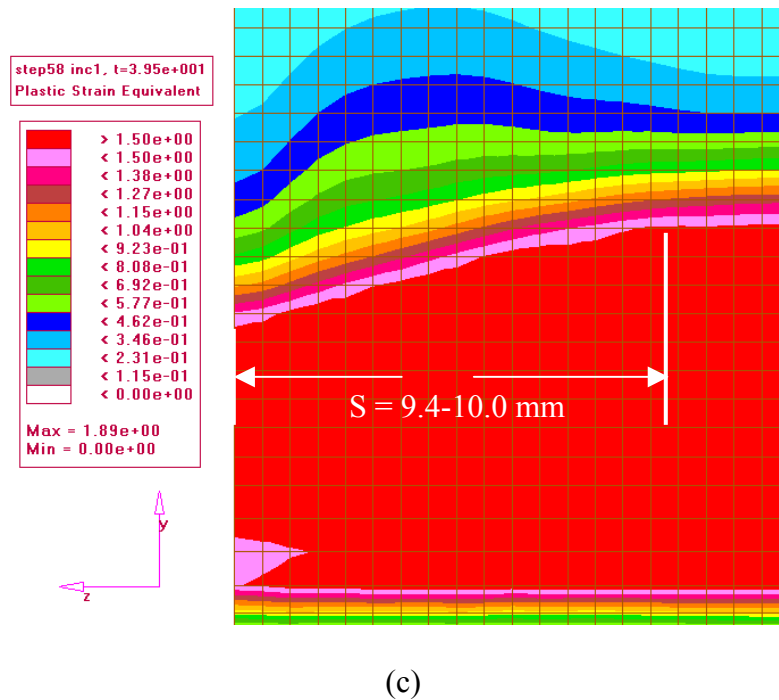 step58 inc1, t=3.95e+001
Plastic Strain Equivalent
> 1.50e+00
< 1.50e+00
< 1.38e+00
< 1.27e+00
< 1.15e+00
< 1.04e+00
< 9.23e-01
< 8.08e-01
< 6.92e-01
< 5.77e-01
< 4.62e-01
< 3.46e-01
< 2.31e-01
< 1.15e-01
< 0.00e+00
Max = 1.89e+00
Min = 0.00e+00
y
z
S = 9.4-10.0 mm
(c)